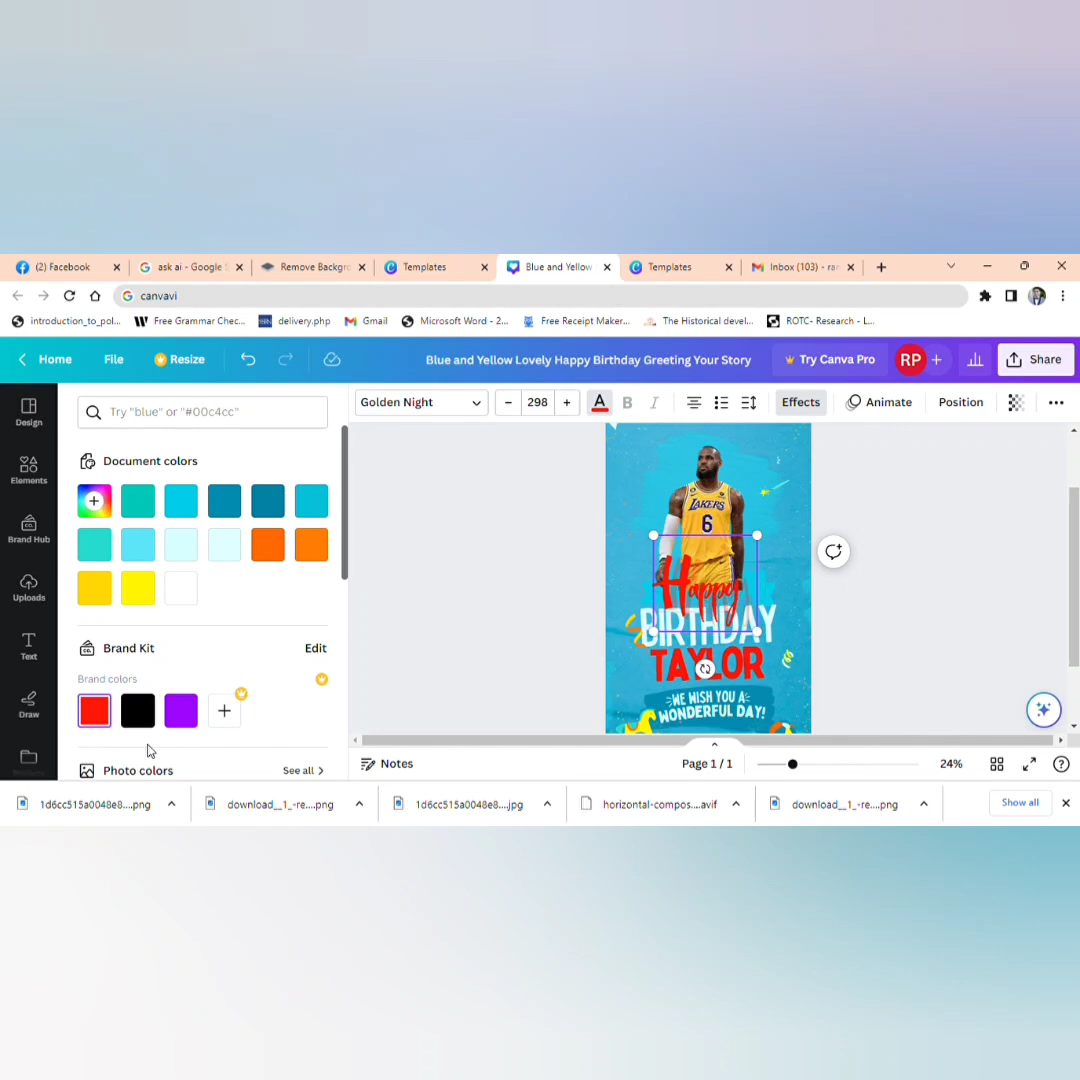 (2) Facebook
ask ai - Google
Remove Backgro
Templates
Blue and Yellow
Templates
Inbox (103) - ra
canvavi
introduction_to_pol...
Free Grammar Chec...
delivery.php
Gmail
Microsoft Word - 2...
Free Receipt Maker...
The Historical devel...
ROTC- Research - L...
Home
File
Resize
Blue and Yellow Lovely Happy Birthday Greeting Your Story
Try Canva Pro
RP
Share
Design
Elements
Brand Hub
Uploads
Text
Draw
Try "blue" or "#00c4cc"
Document colors
Brand Kit
Edit
Brand colors
Photo colors
See all
Golden Night
298
A
B
I
Effects
Animate
Position
LAKERS
6
Happy
BIRTHDAY
TAYLOR
WE WISH YOU A
WONDERFUL DAY!
Notes
Page 1 / 1
24%
1d6cc515a0048e8....png
download__1_-re....png
1d6cc515a0048e8....jpg
horizontal-compos....avif
download__1_-re....png
Show all